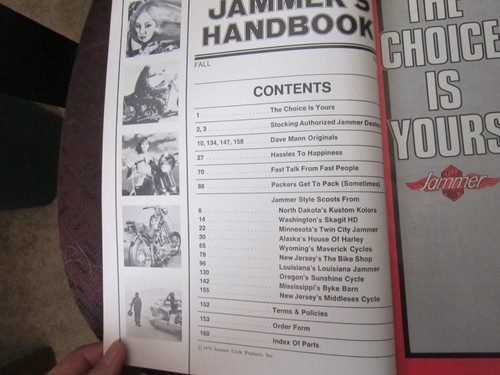 JAMMER'S
HANDBOOK
FALL
CONTENTS
1 The Choice Is Yours
2, 3 Stocking Authorized Jammer
10, 134, 147, 158 Dave Mann Originals
27 Hassles To Happiness
70 Fast Talk From Fast People
88 Packers Get To Pack (Sometimes)
Jammer Style Scoots From
6 North Dakota's Kustom Kolors
14 Washington's Skagit HD
22 Minnesota's Twin City Jammer
30 Alaska's House Of Harley
65 Wyoming's Maverick Cycles
78 New Jersey's The Bike Shop
96 Louisiana's Louisiana Jammer
130 Oregon's Sunshine Cycle
142 Mississippi's Byke Barn
155 New Jersey's Middlesex Cycle
152 Terms & Policies
153 Order Form
160 Index Of Parts
Jammer Cycle Products, Inc.
THE
CHOICE
IS
YOURS
Jammer